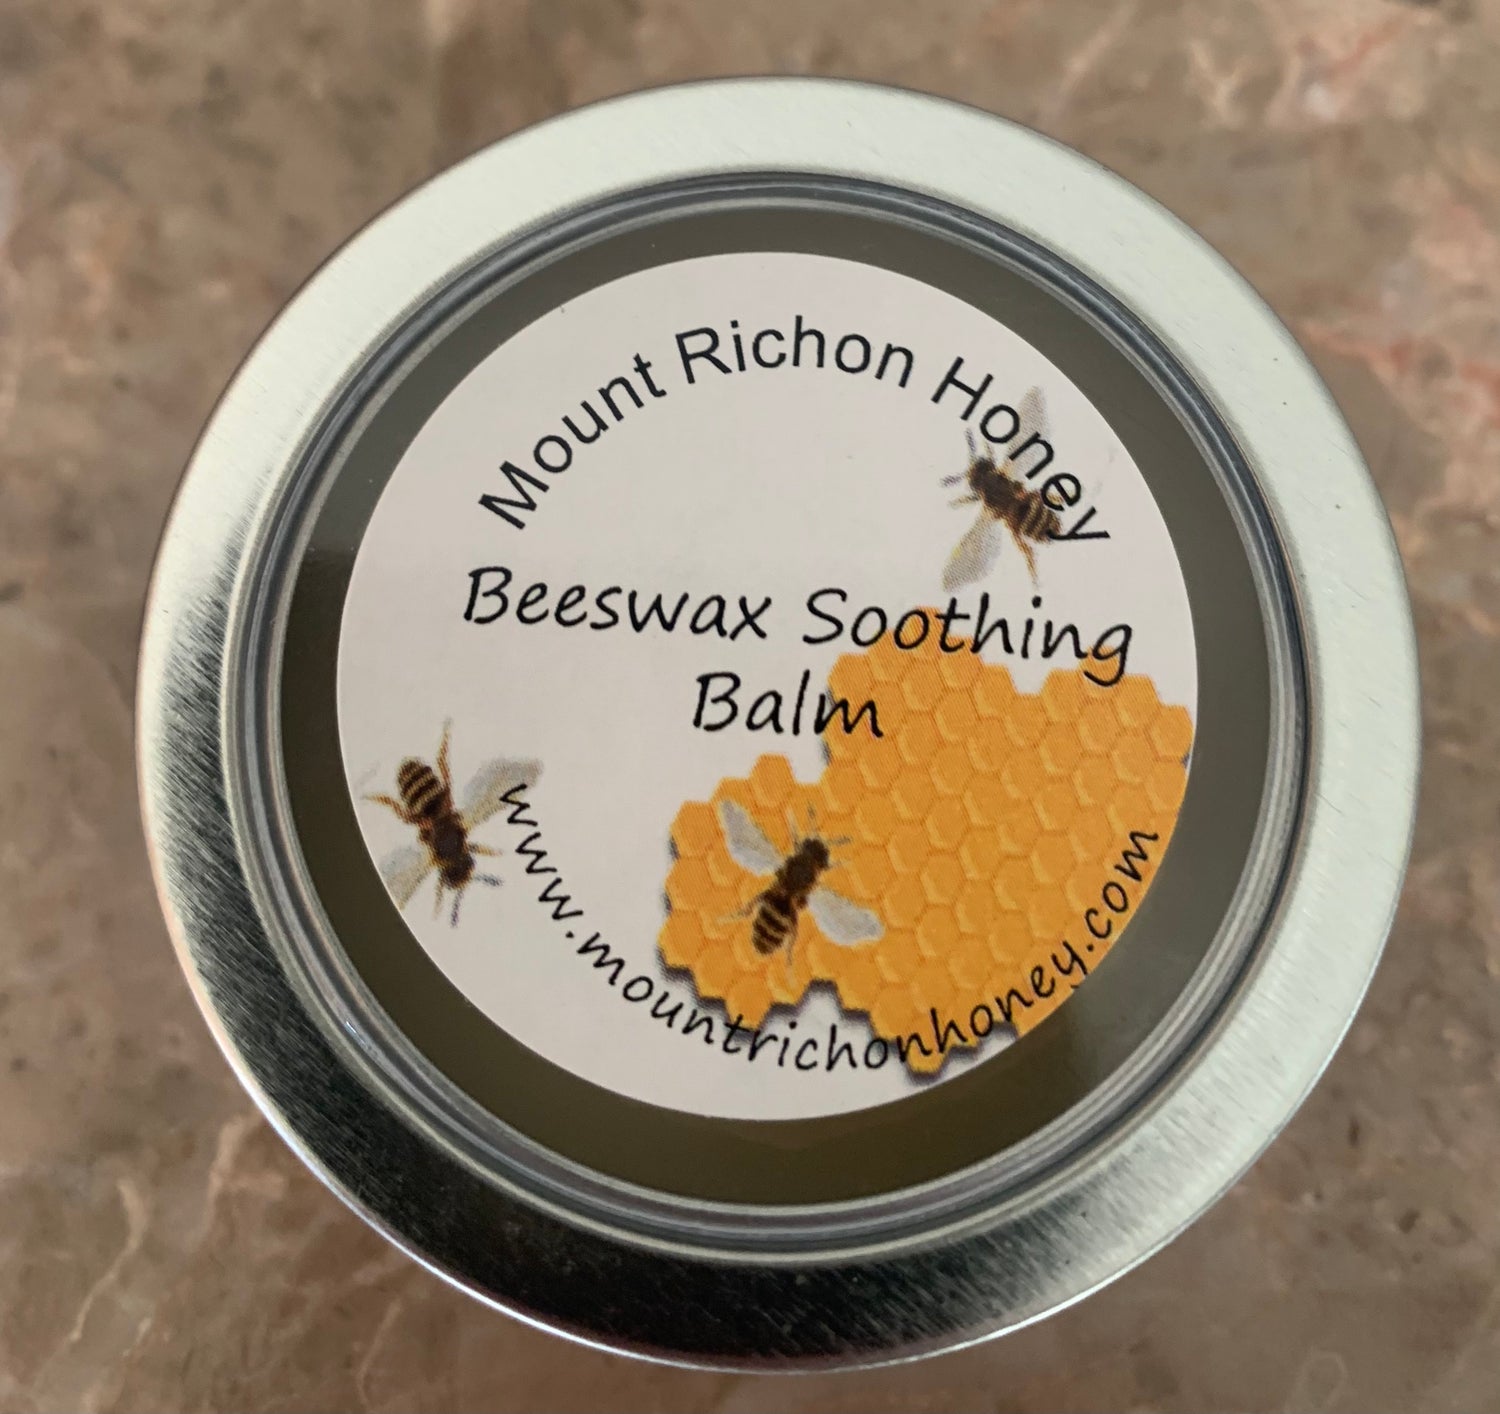 Mount Richon Honey
Beeswax Soothing
Balm
www.mountrichonhoney.com